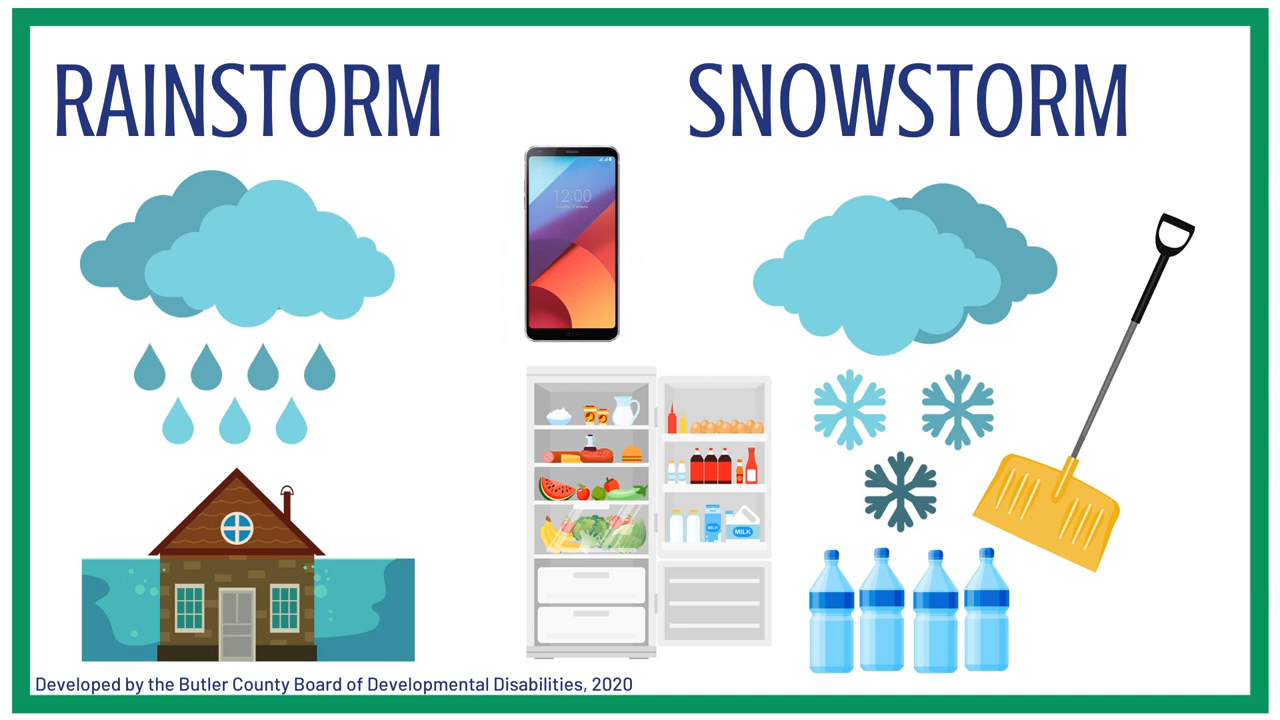 RAINSTORM
SNOWSTORM
12:00
MILK
MILK
Developed by the Butler County Board of Developmental Disabilities, 2020